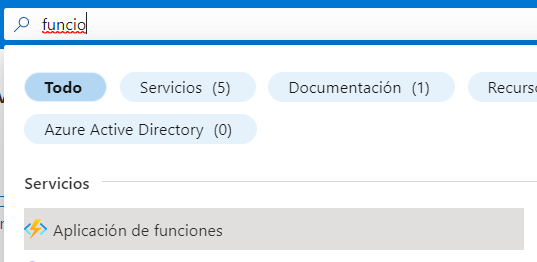 funcio
Todo Servicios (5) Documentación (1) Recurs
Azure Active Directory (0)
Servicios
Aplicación de funciones